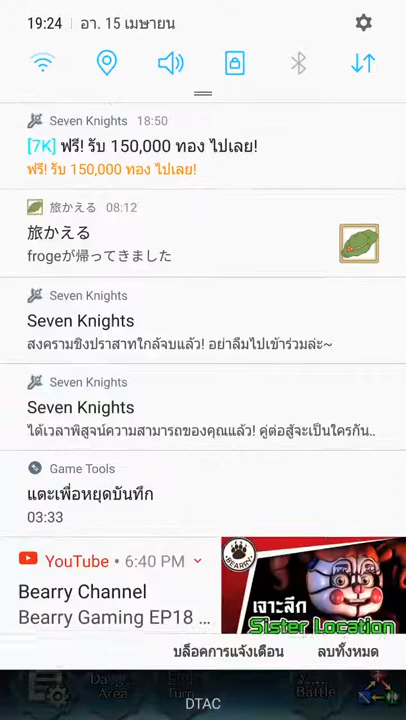 19:24 อา. 15 เมษายน
Seven Knights 18:50
[7K] ฟรี! รับ 150,000 ทอง ไปเลย!
ฟรี! รับ 150,000 ทอง ไปเลย!
旅かえる 08:12
旅かえる
frogeが帰ってきました
Seven Knights
Seven Knights
สงครามชิงปราสาทใกล้จบแล้ว! อย่าลืมไปเข้าร่วมล่ะ~
Seven Knights
Seven Knights
ได้เวลาพิสูจน์ความสามารถของคุณแล้ว! คู่ต่อสู้จะเป็นใครกัน..
Game Tools
แตะเพื่อหยุดบันทึก
03:33
YouTube • 6:40 PM
Bearry Channel
Bearry Gaming EP18 ...
BEARRY
เจาะลึก
Sister Location
บล็อคการแจ้งเตือน ลบทั้งหมด
Area Turn Battle
DTAC